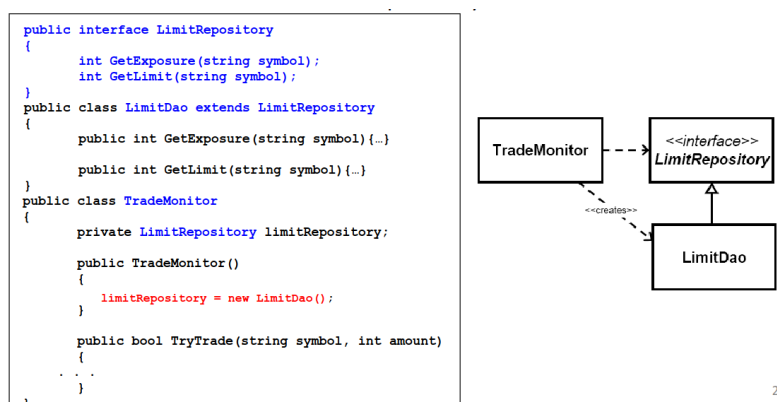 public interface LimitRepository
{
int GetExposure(string symbol);
int GetLimit(string symbol);
}
public class LimitDao extends LimitRepository
{
public int GetExposure(string symbol){…}
public int GetLimit(string symbol){…}
}
public class TradeMonitor
{
private LimitRepository limitRepository;
public TradeMonitor()
{
limitRepository = new LimitDao();
}
public bool TryTrade(string symbol, int amount)
{
. . .
}
TradeMonitor
<<interface>>
LimitRepository
<<creates>>
LimitDao
2